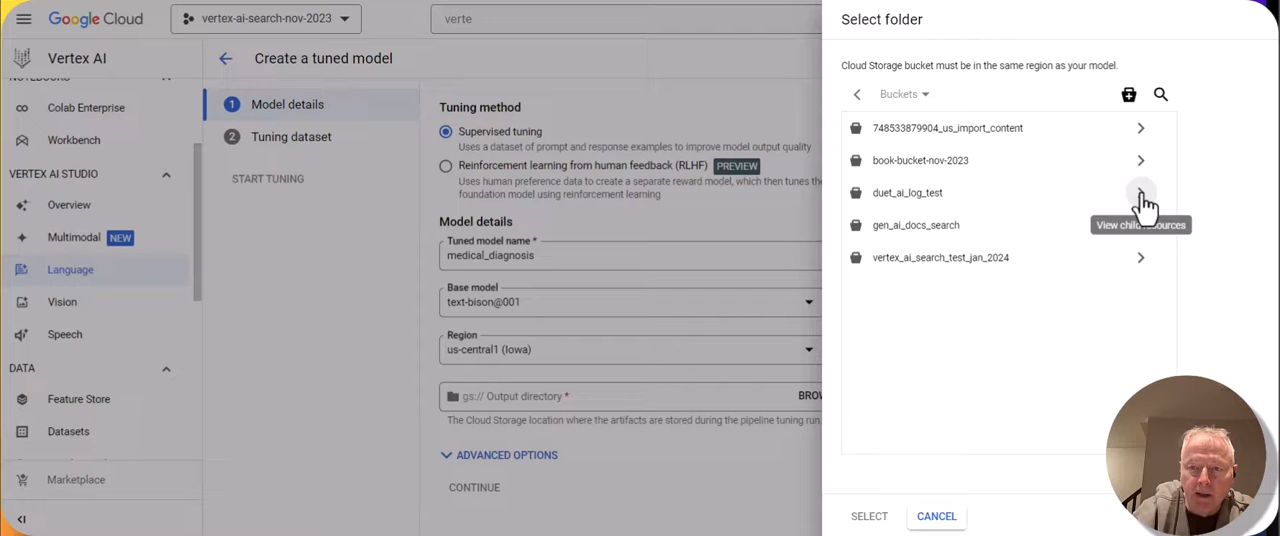 Google Cloud
vertex-ai-search-nov-2023
verte
Vertex AI
Colab Enterprise
Workbench
VERTEX AI STUDIO
Overview
Multimodal NEW
Language
Vision
Speech
DATA
Feature Store
Datasets
Marketplace
Create a tuned model
1 Model details
2 Tuning dataset
START TUNING
Tuning method
Supervised tuning
Uses a dataset of prompt and response examples to improve model output quality
Reinforcement learning from human feedback (RLHF) PREVIEW
Uses human preference data to create a separate reward model, which then tunes the
foundation model using reinforcement learning
Model details
Tuned model name *
medical_diagnosis
Base model
text-bison@001
Region
us-central1 (Iowa)
gs:// Output directory *
The Cloud Storage location where the artifacts are stored during the pipeline tuning run.
ADVANCED OPTIONS
CONTINUE
Select folder
Cloud Storage bucket must be in the same region as your model.
Buckets
748533879904_us_import_content
book-bucket-nov-2023
duet_ai_log_test
gen_ai_docs_search
View child resources
vertex_ai_search_test_jan_2024
SELECT
CANCEL